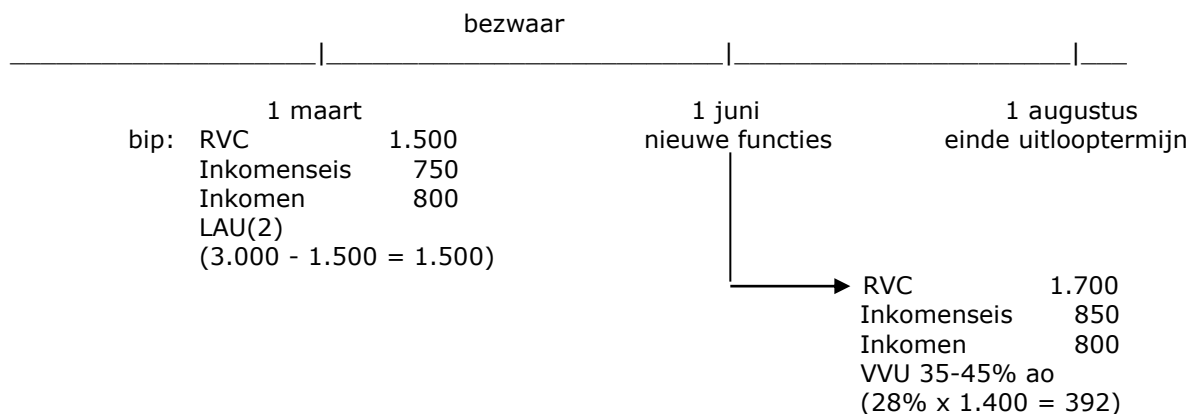 bezwaar
1 maart 1 juni 1 augustus
bip: RVC 1.500 nieuwe functies einde uitlooptermijn
Inkomenseis 750
Inkomen 800
LAU(2)
(3.000 - 1.500 = 1.500)
RVC 1.700
Inkomenseis 850
Inkomen 800
VVU 35-45% ao
(28% x 1.400 = 392)